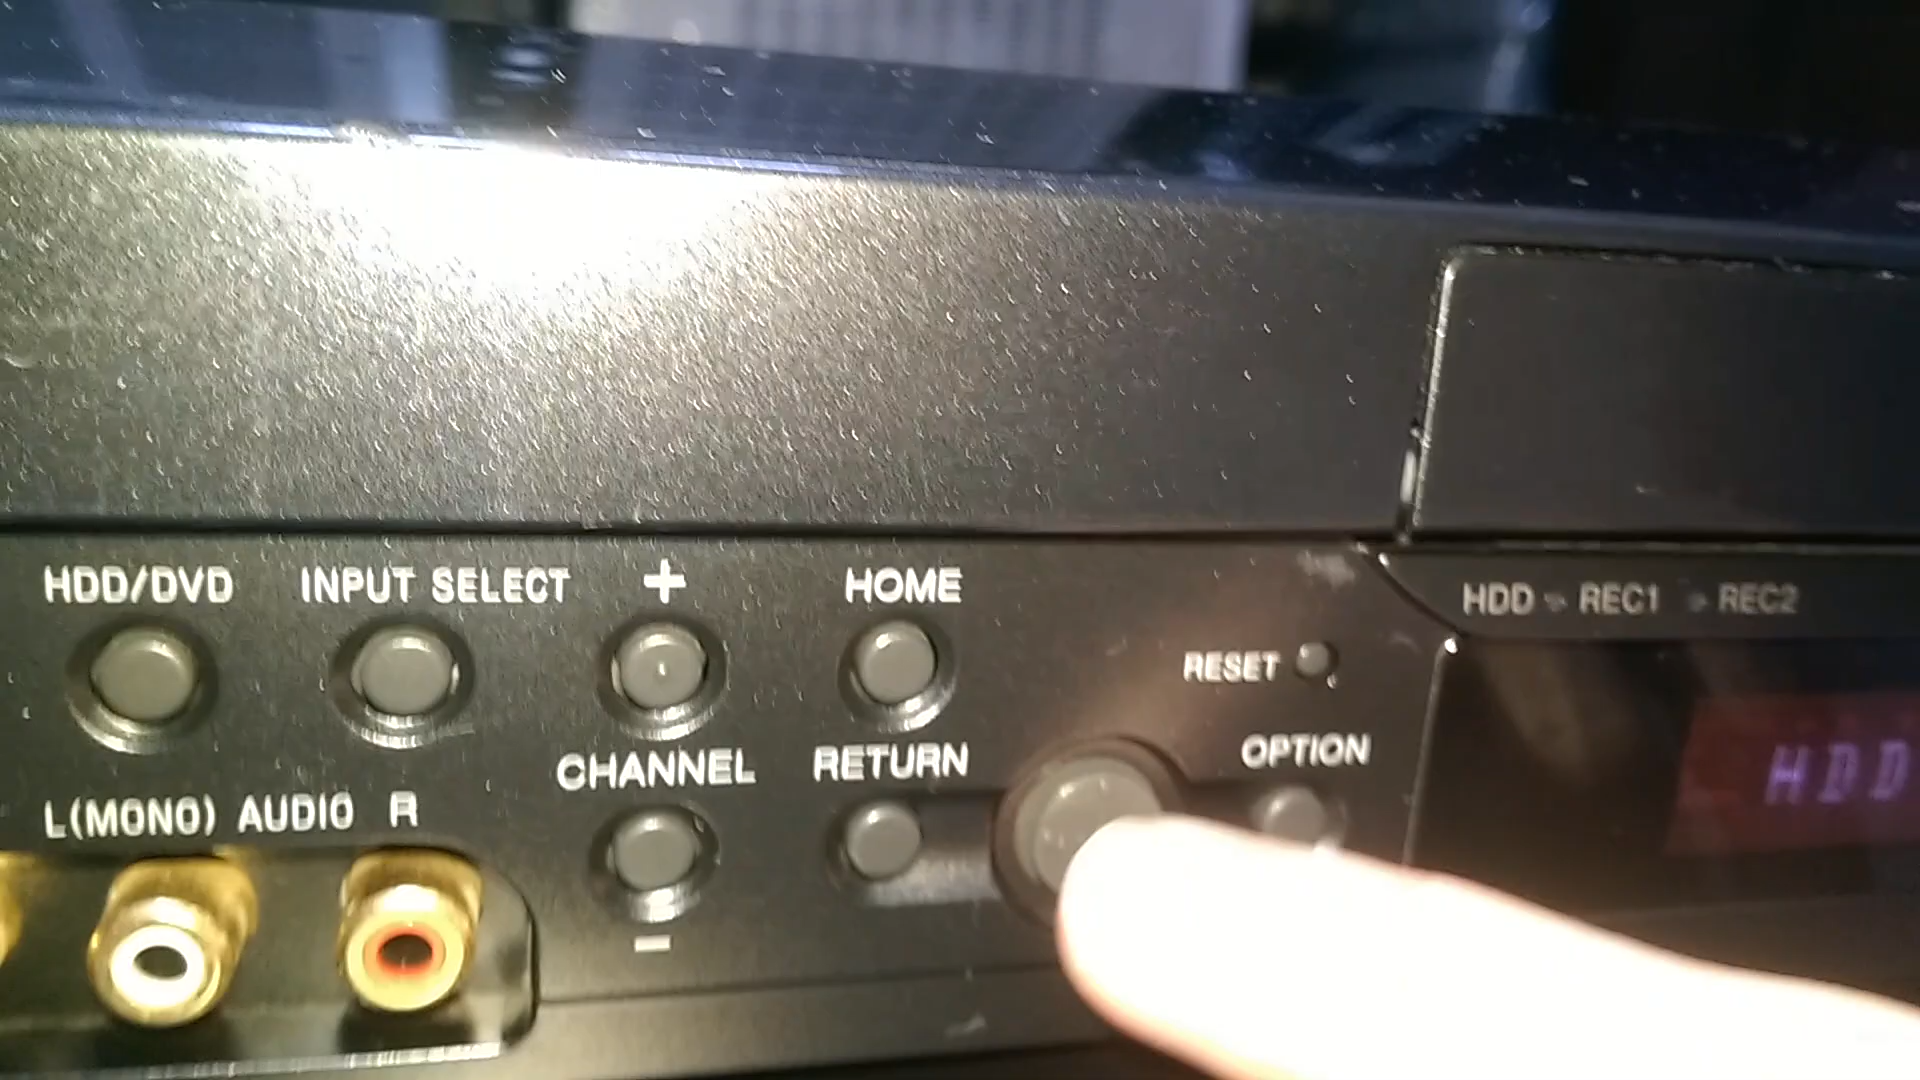 HDD/DVD INPUT SELECT + HOME
HDD REC1 REC2
RESET
CHANNEL RETURN OPTION
HDD
L(MONO) AUDIO R
−